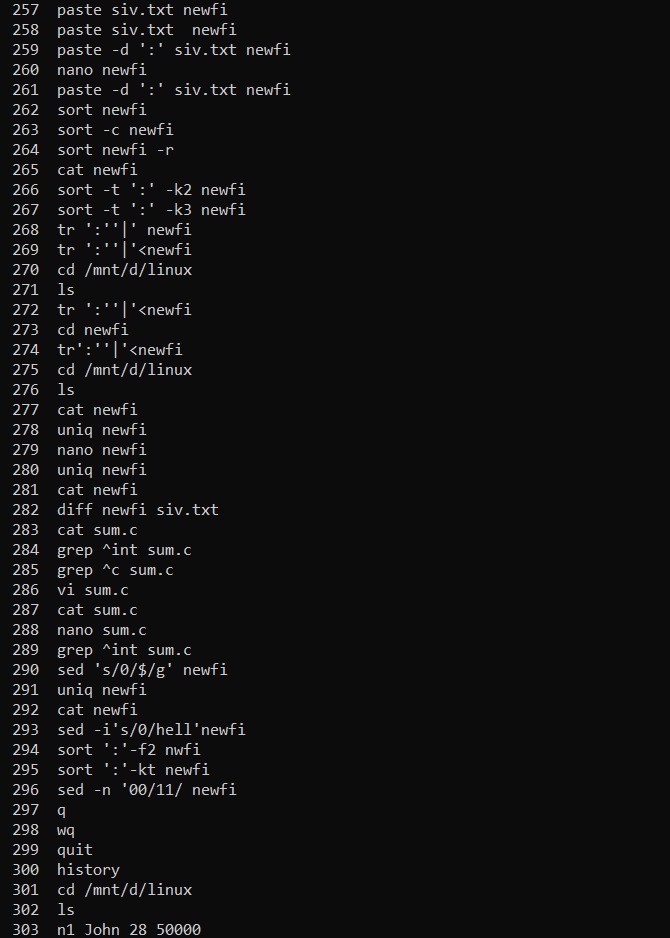 257 paste siv.txt newfi
258 paste siv.txt  newfi
259 paste -d ':' siv.txt newfi
260 nano newfi
261 paste -d ':' siv.txt newfi
262 sort newfi
263 sort -c newfi
264 sort newfi -r
265 cat newfi
266 sort -t ':' -k2 newfi
267 sort -t ':' -k3 newfi
268 tr ':''|' newfi
269 tr ':''|'<newfi
270 cd /mnt/d/linux
271 ls
272 tr ':''|'<newfi
273 cd newfi
274 tr':''|'<newfi
275 cd /mnt/d/linux
276 ls
277 cat newfi
278 uniq newfi
279 nano newfi
280 uniq newfi
281 cat newfi
282 diff newfi siv.txt
283 cat sum.c
284 grep ^int sum.c
285 grep ^c sum.c
286 vi sum.c
287 cat sum.c
288 nano sum.c
289 grep ^int sum.c
290 sed 's/0/$/g' newfi
291 uniq newfi
292 cat newfi
293 sed -i's/0/hell'newfi
294 sort ':'-f2 nwfi
295 sort ':'-kt newfi
296 sed -n '00/11/ newfi
297 q
298 wq
299 quit
300 history
301 cd /mnt/d/linux
302 ls
303 n1 John 28 50000